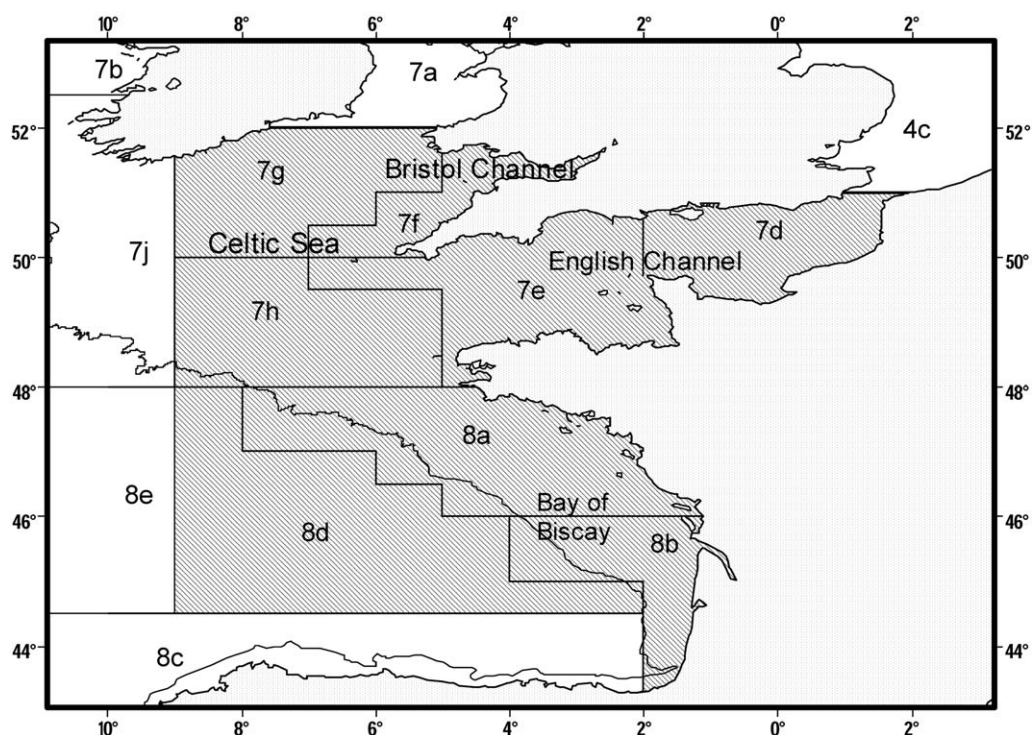 10° 8° 6° 4° 2° 0° 2°
7b
7a
52° 4c 52°
7g Bristol Channel
7f 7d
7j Celtic Sea
50° English Channel 50°
7e
7h
48° 48°
8a
8e Bay of
46° 46°
8d Biscay 8b
44° 8c 44°
10° 8° 6° 4° 2° 0° 2°